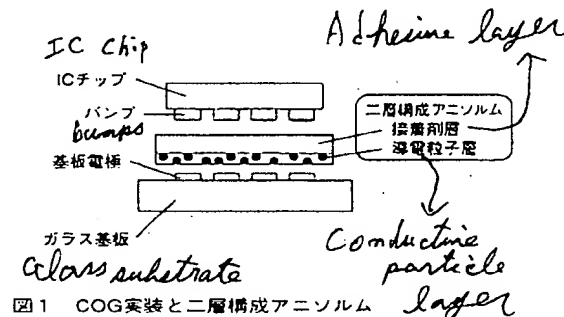 IC chip
Adhesive layer
ICチップ
バンプ
bumps
二層構成アニソルム
接着剤層
導電粒子層
基板電極
ガラス基板
Glass substrate
Conductive
particle
layer
図1 COG実装と二層構成アニソルム